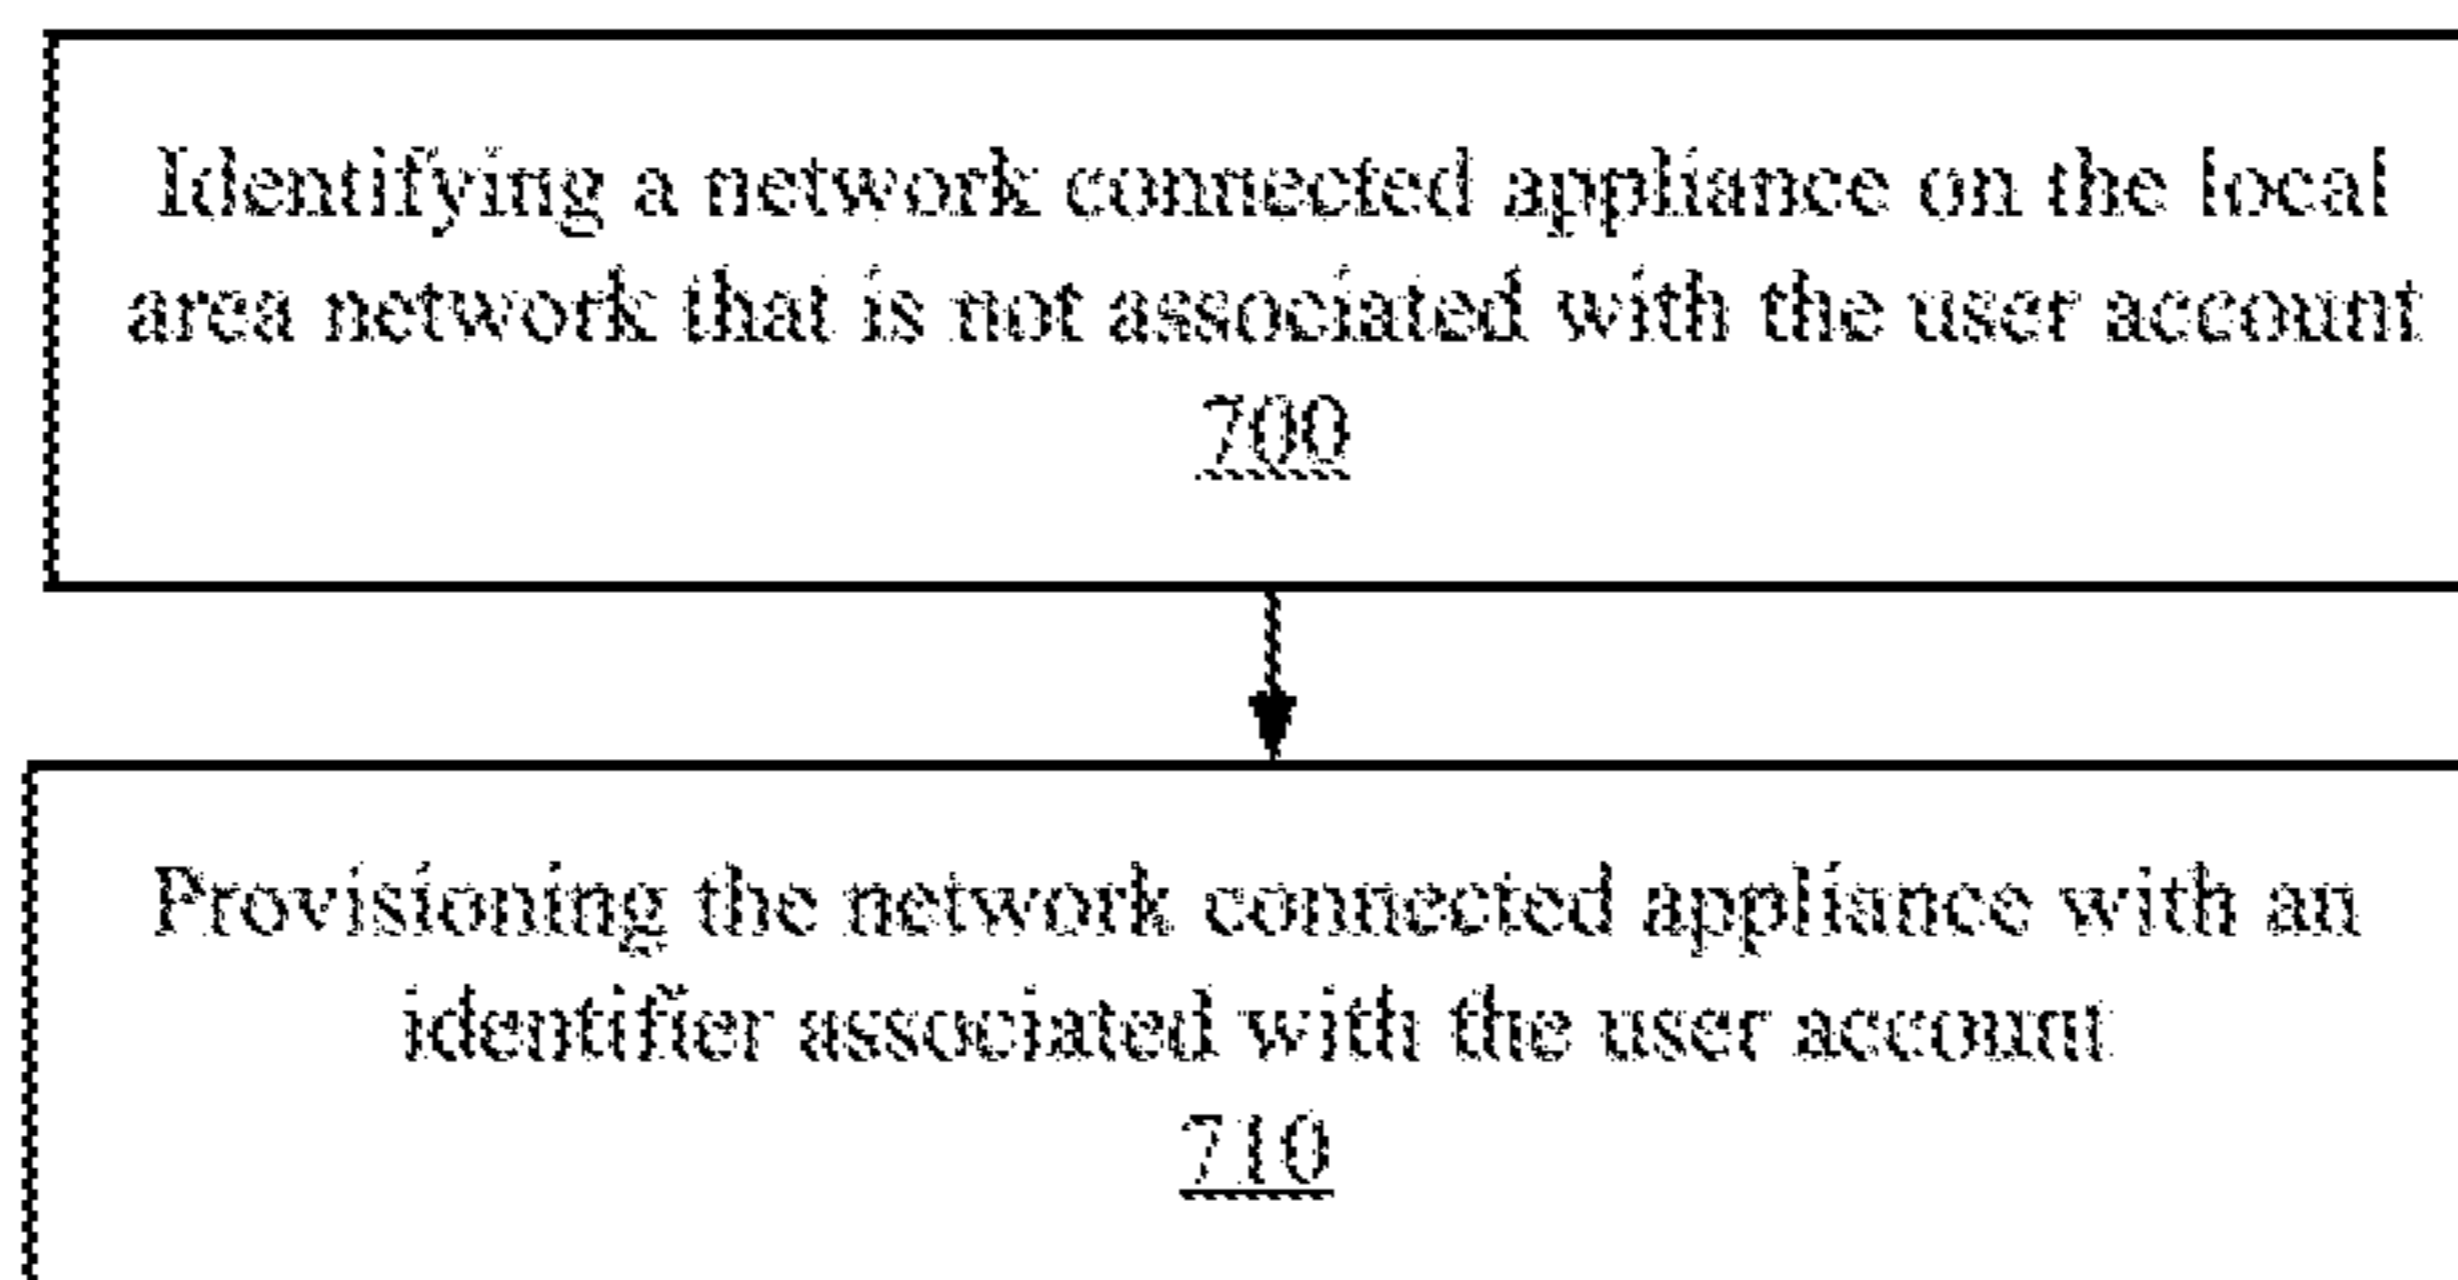 Identifying a network connected appliance on the local
area network that is not associated with the user account
700
Provisioning the network connected appliance with an
identifier associated with the user account
710